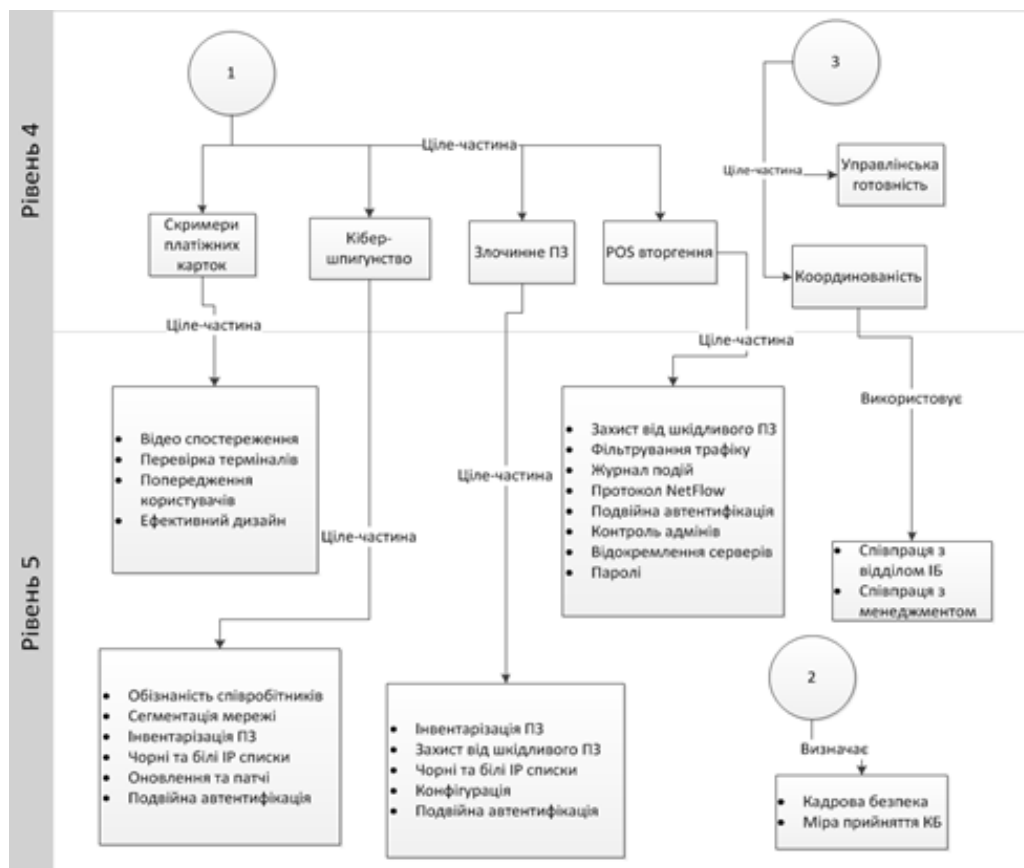 Рівень 4
1
3
Ціле-частина
Ціле-частина
Управлінська
готовність
Скримери
платіжних
карток
Кібер-
шпигунство
Злочинне ПЗ
POS вторгення
Координованість
Ціле-частина
Ціле-частина
Рівень 5
Використовує
• Відео спостереження
• Перевірка терміналів
• Попередження
користувачів
• Ефективний дизайн
• Захист від шкідливого ПЗ
• Фільтрування трафіку
• Журнал подій
• Протокол NetFlow
• Подвійна автентифікація
• Контроль адмінів
• Відокремлення серверів
• Паролі
Ціле-частина
Ціле-частина
• Співпраця з
відділом ІБ
• Співпраця з
менеджментом
• Обізнаність співробітників
• Сегментація мережі
• Інвентарізація ПЗ
• Чорні та білі IP списки
• Оновлення та патчі
• Подвійна автентифікація
• Інвентарізація ПЗ
• Захист від шкідливого ПЗ
• Чорні та білі IP списки
• Конфігурація
• Подвійна автентифікація
2
Визначає
• Кадрова безпека
• Міра прийняття КБ